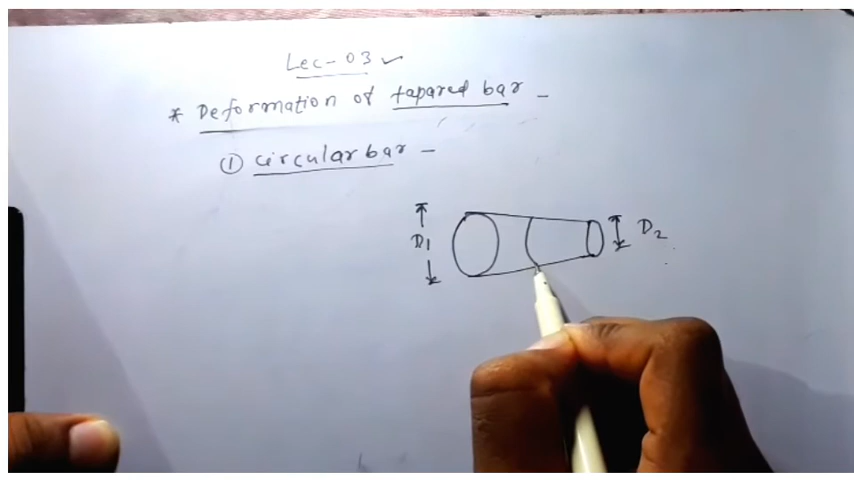 Lec-03 ✓
* Deformation of tapared bar -
① circular bar -
D1
D2